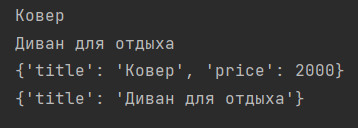 Ковер
Диван для отдыха
{'title': 'Ковер', 'price': 2000}
{'title': 'Диван для отдыха'}